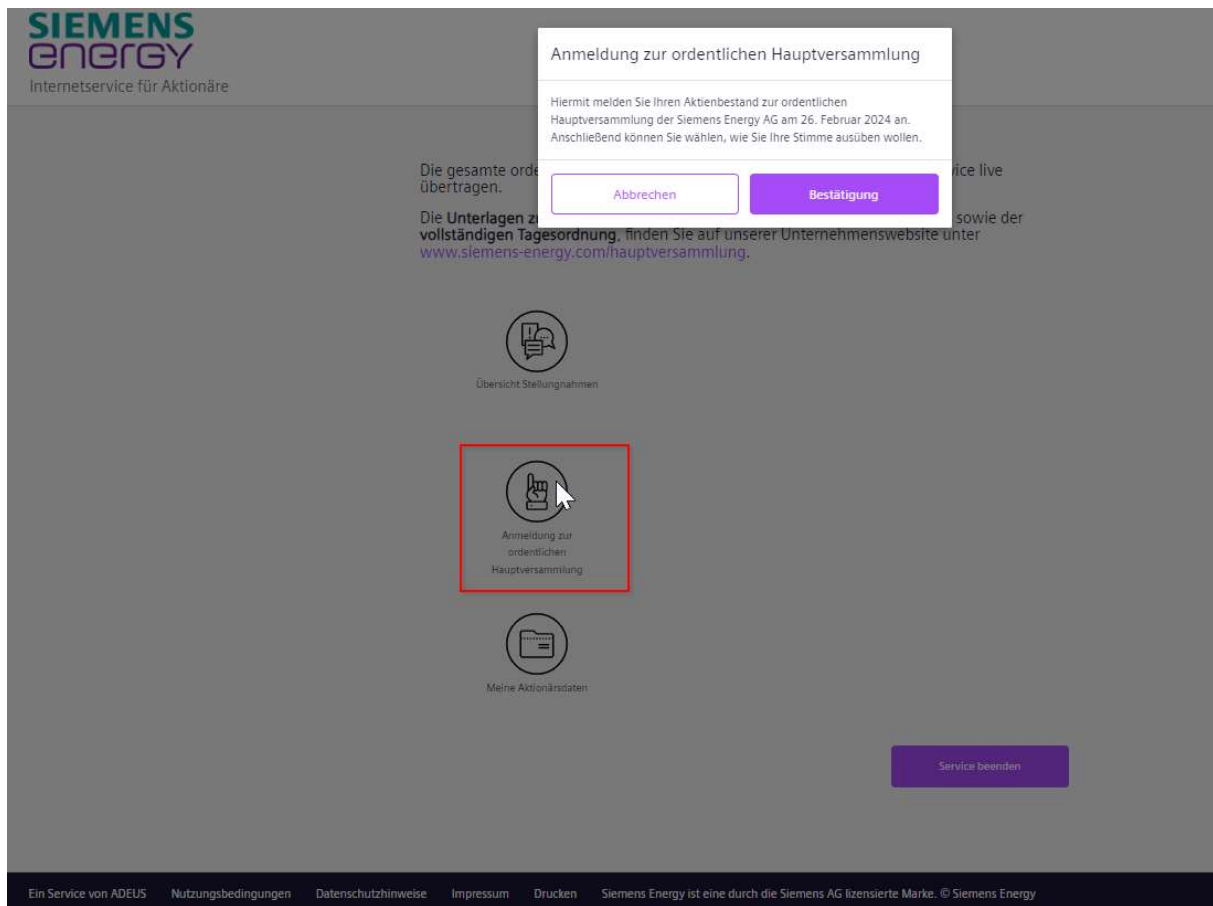 SIEMENS
energy
Internetservice für Aktionäre
Anmeldung zur ordentlichen Hauptversammlung
Hiermit melden Sie Ihren Aktienbestand zur ordentlichen
Hauptversammlung der Siemens Energy AG am 26. Februar 2024 an.
Anschließend können Sie wählen, wie Sie Ihre Stimme ausüben wollen.
Abbrechen Bestätigung
Die gesamte live
übertragen.
Die Unterlagen sowie der
vollständigen Tagesordnung, finden Sie auf unserer Unternehmenswebsite unter
www.siemens-energy.com/hauptversammlung.
Übersicht Stellungnahmen
Anmeldung zur
ordentlichen
Hauptversammlung
Meine Aktionärsdaten
Service beenden
Ein Service von ADEUS Nutzungsbedingungen Datenschutzhinweise Impressum Drucken Siemens Energy ist eine durch die Siemens AG lizensierte Marke. © Siemens Energy